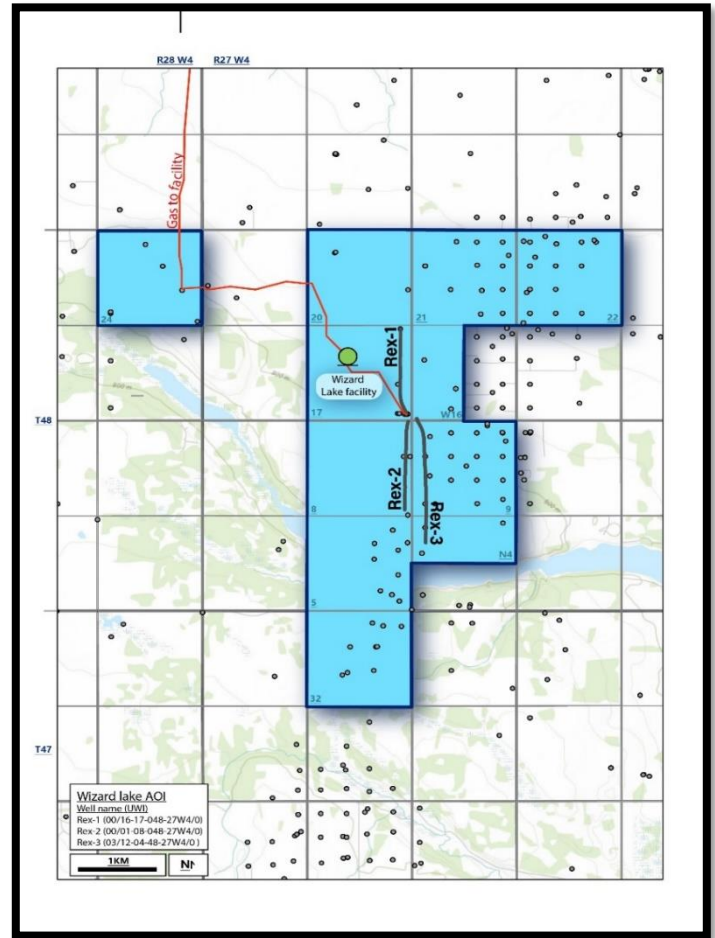 R28 W4 R27 W4
Gas to facility
24
20
21
22
Rex-1
Wizard
Lake facility
17
W16
T48
Rex-2
Rex-3
8
9
N4
5
32
T47
Wizard lake AOI
Well name (UWI)
Rex-1 (00/16-17-048-27W4/0)
Rex-2 (00/01-08-048-27W4/0)
Rex-3 (03/12-04-48-27W4/0 )
1KM
N